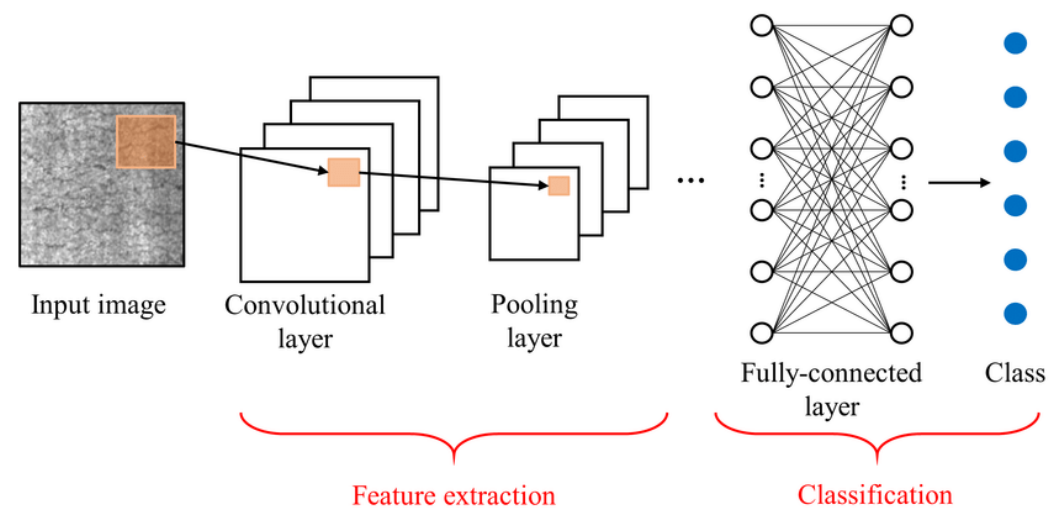 ...
Input image
Convolutional
layer
Pooling
layer
Fully-connected
layer
Class
Feature extraction
Classification